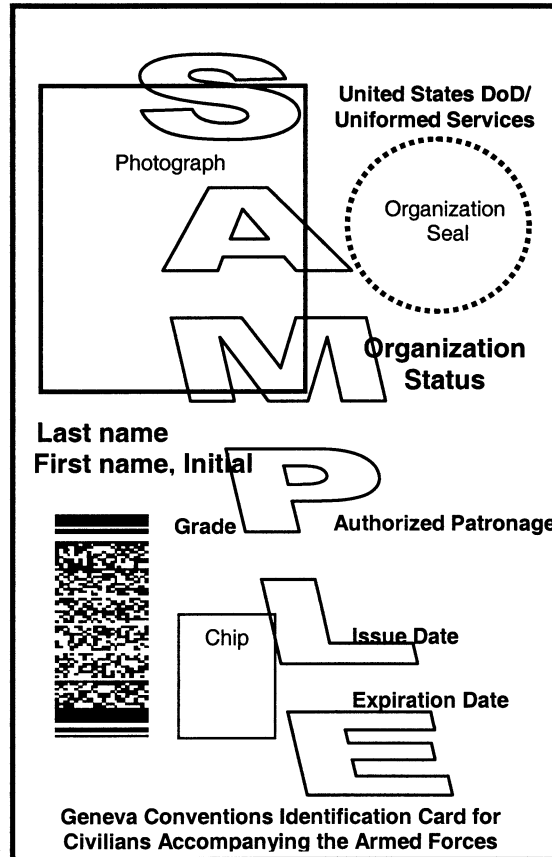 SAMPLE
United States DoD/
Uniformed Services
Photograph
Organization
Seal
Organization
Status
Last name
First name, Initial
Grade
Authorized Patronage
Chip
Issue Date
Expiration Date
Geneva Conventions Identification Card for
Civilians Accompanying the Armed Forces